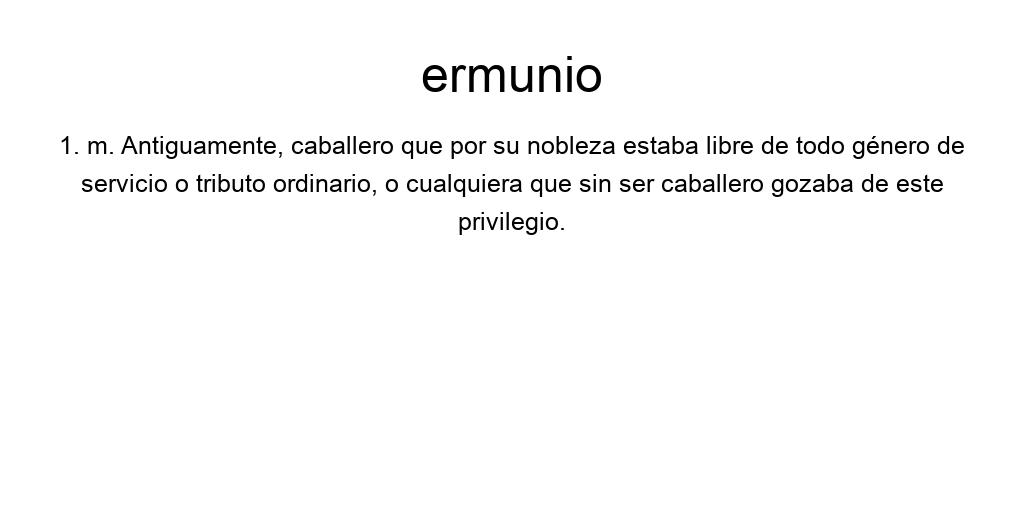 ermunio
1. m. Antiguamente, caballero que por su nobleza estaba libre de todo género de
servicio o tributo ordinario, o cualquiera que sin ser caballero gozaba de este
privilegio.